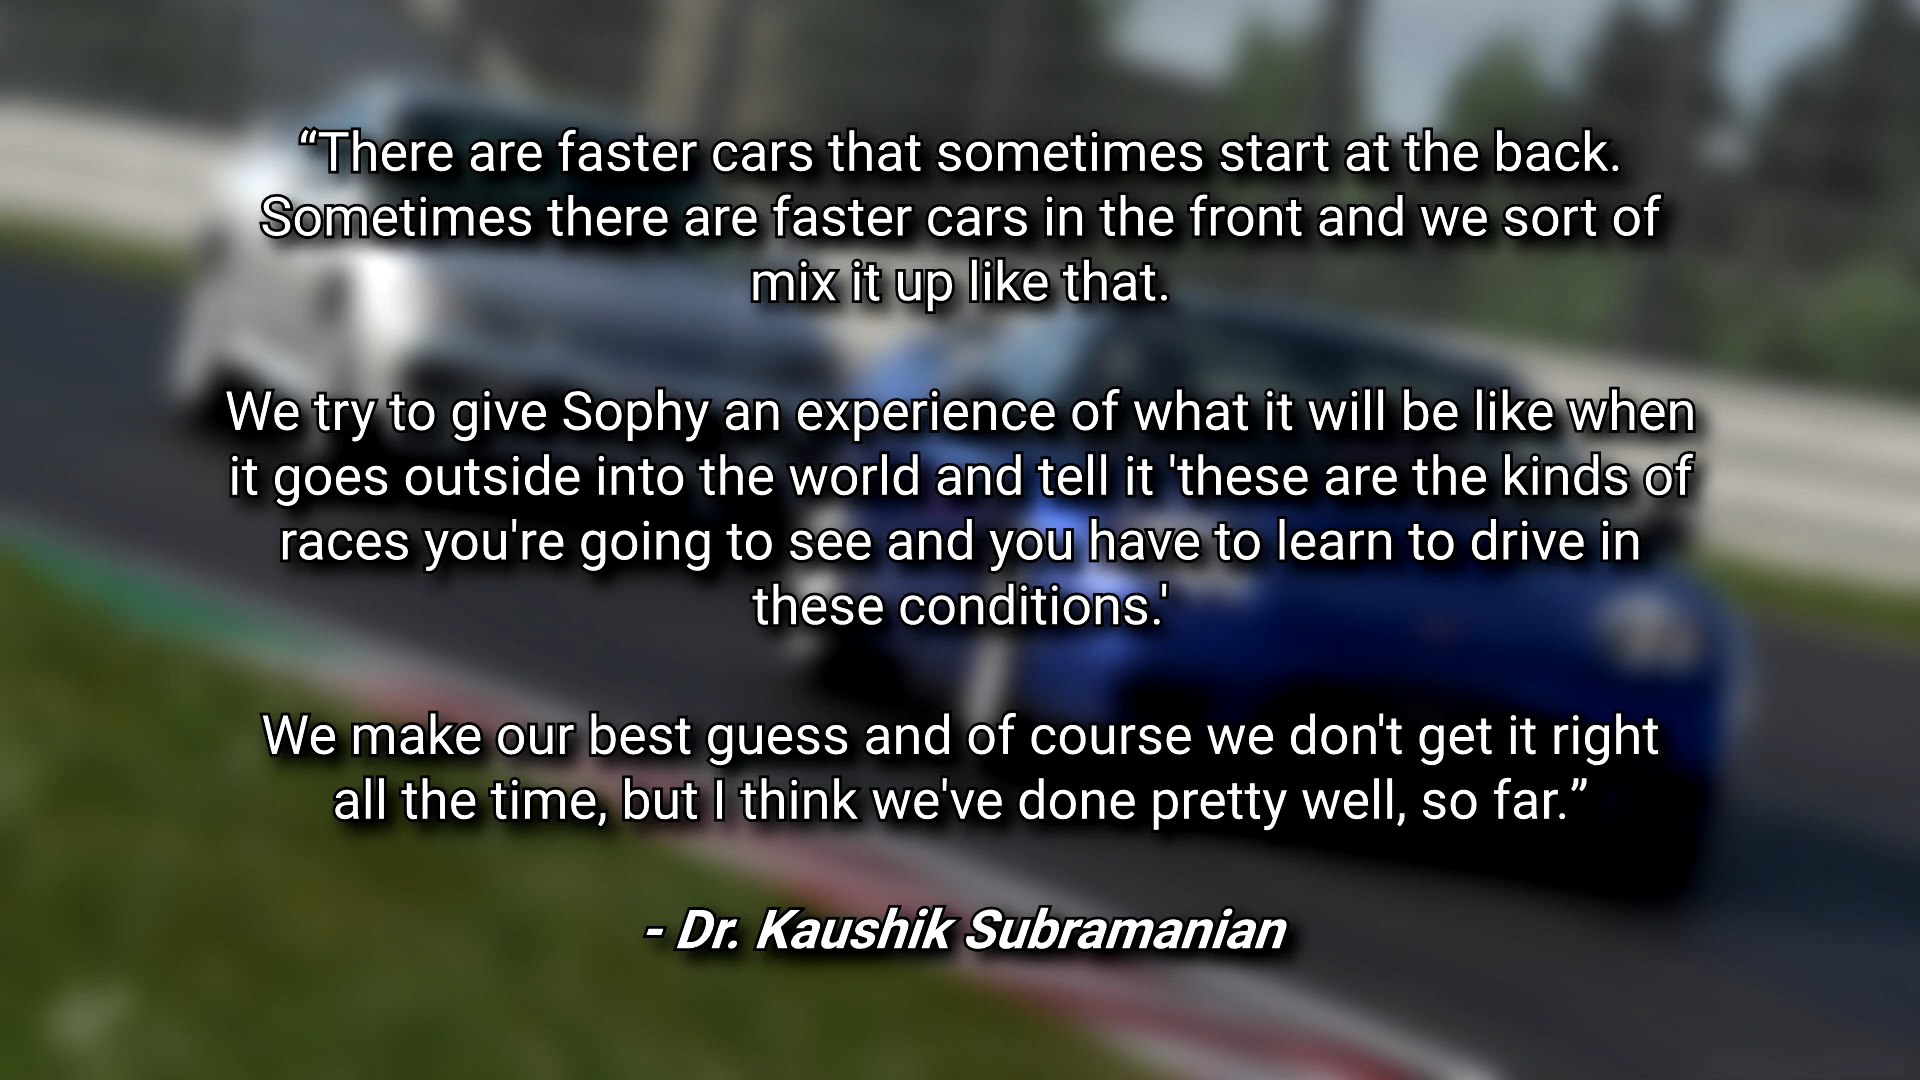 “There are faster cars that sometimes start at the back.
Sometimes there are faster cars in the front and we sort of
mix it up like that.
We try to give Sophy an experience of what it will be like when
it goes outside into the world and tell it 'these are the kinds of
races you're going to see and you have to learn to drive in
these conditions.'
We make our best guess and of course we don't get it right
all the time, but I think we've done pretty well, so far.”
- Dr. Kaushik Subramanian